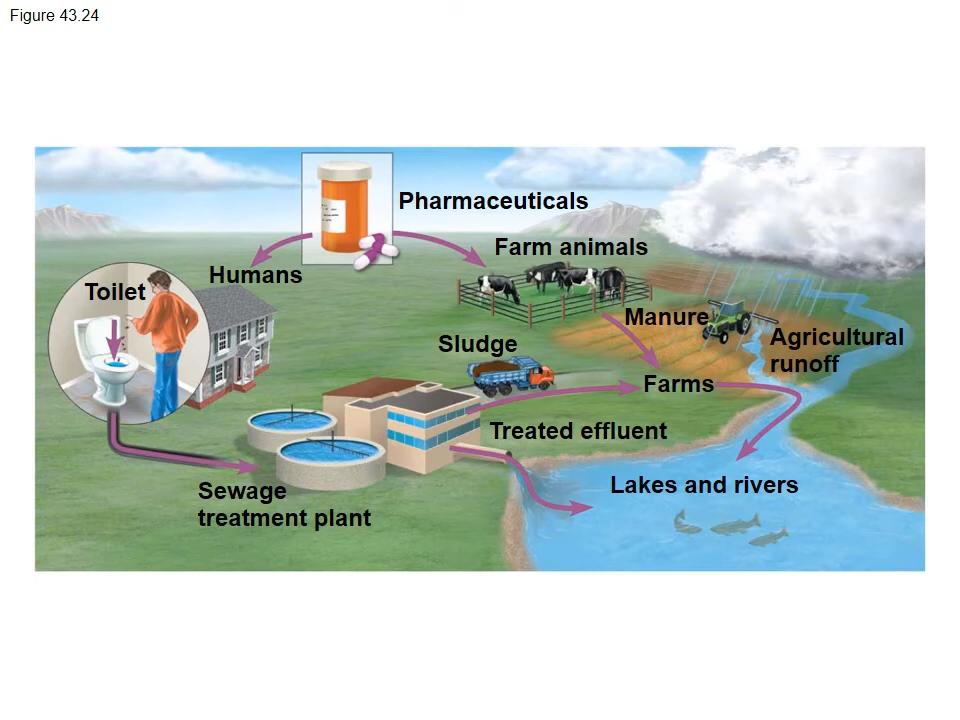 Figure 43.24
Pharmaceuticals
Farm animals
Humans
Toilet
Manure
Agricultural
runoff
Sludge
Farms
Treated effluent
Lakes and rivers
Sewage
treatment plant